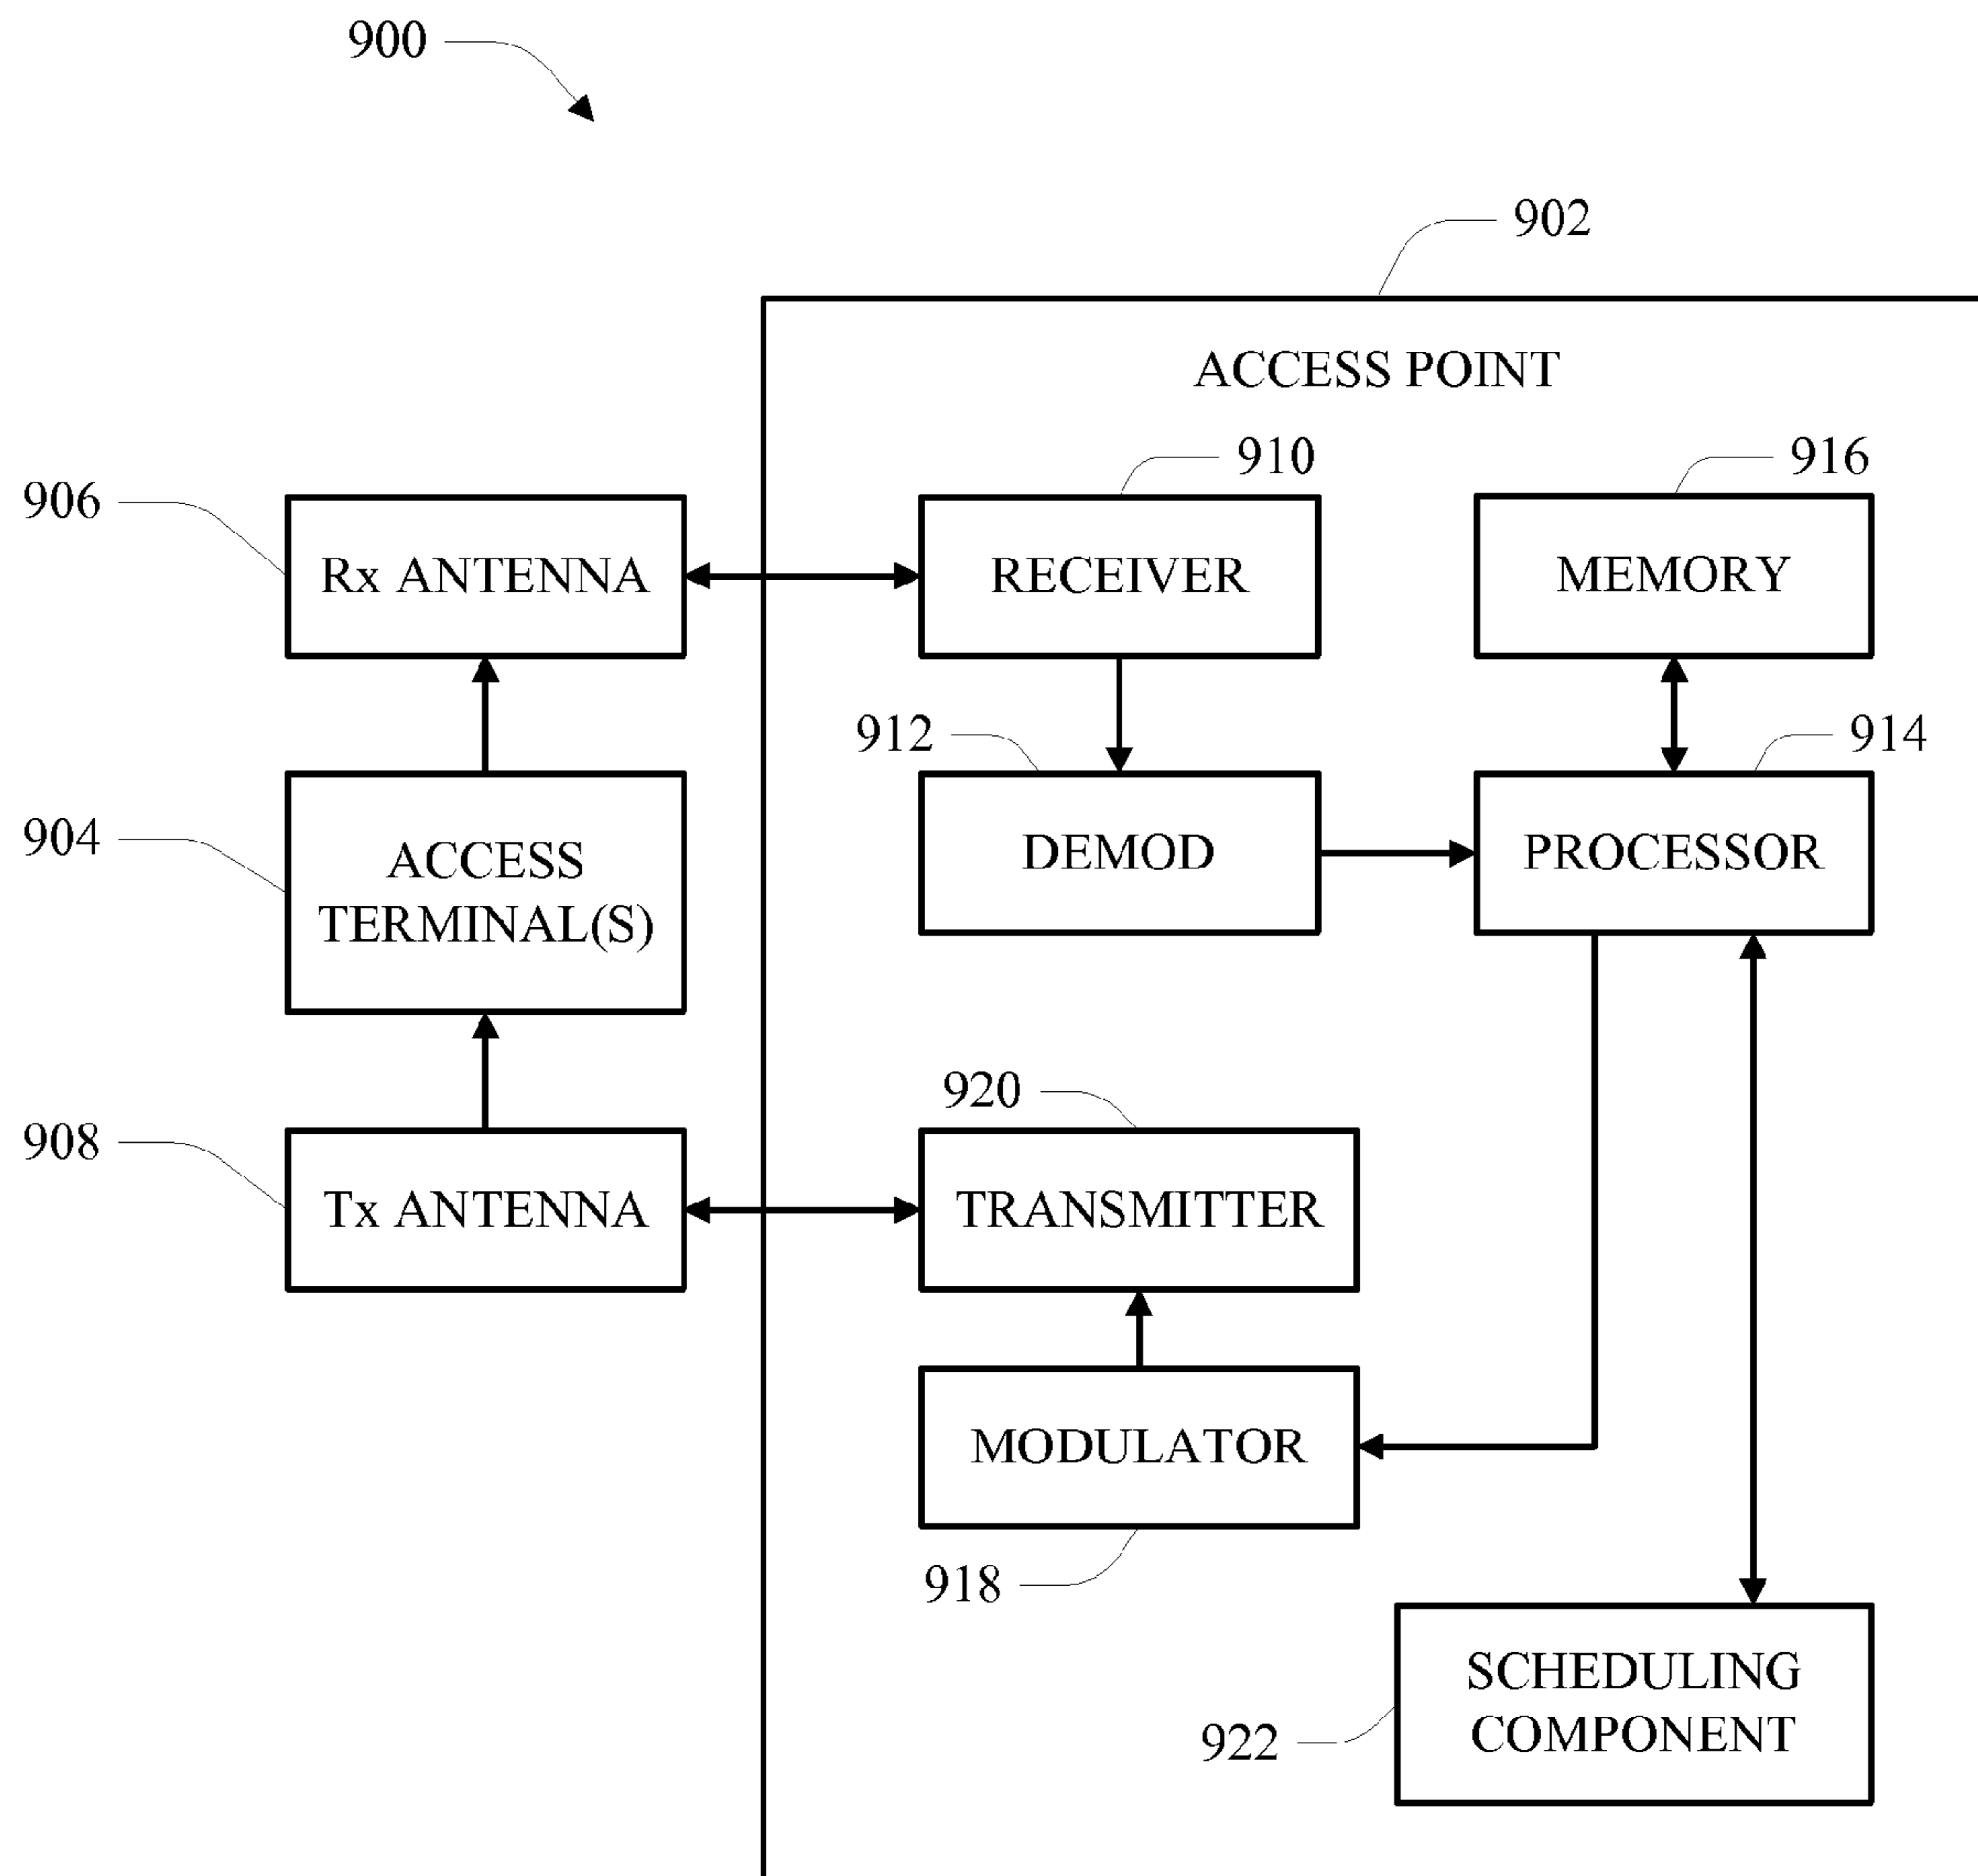 900
902
ACCESS POINT
910
916
906
Rx ANTENNA
RECEIVER
MEMORY
912
914
904
ACCESS
TERMINAL(S)
DEMOD
PROCESSOR
920
908
Tx ANTENNA
TRANSMITTER
MODULATOR
918
SCHEDULING
COMPONENT
922